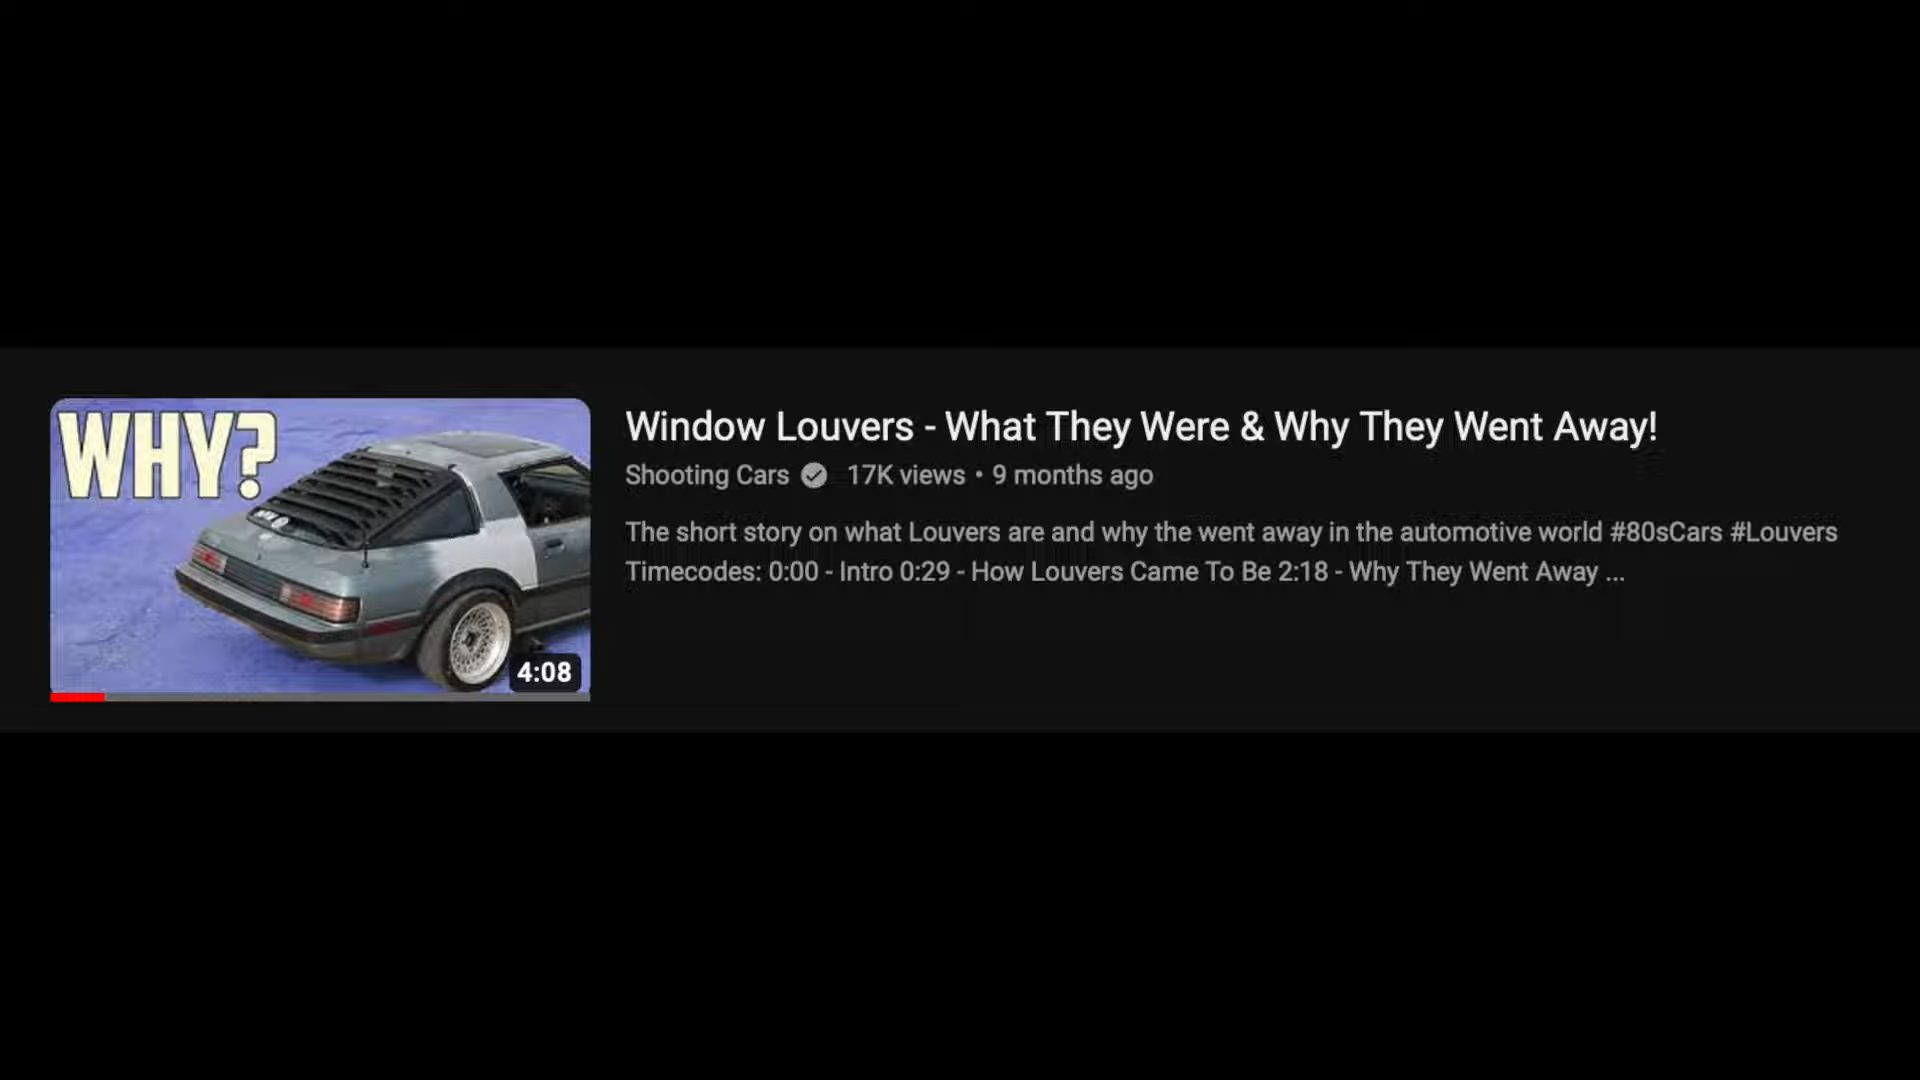 WHY?
4:08
Window Louvers - What They Were & Why They Went Away!
Shooting Cars 17K views • 9 months ago
The short story on what Louvers are and why the went away in the automotive world #80sCars #Louvers
Timecodes: 0:00 - Intro 0:29 - How Louvers Came To Be 2:18 - Why They Went Away ...